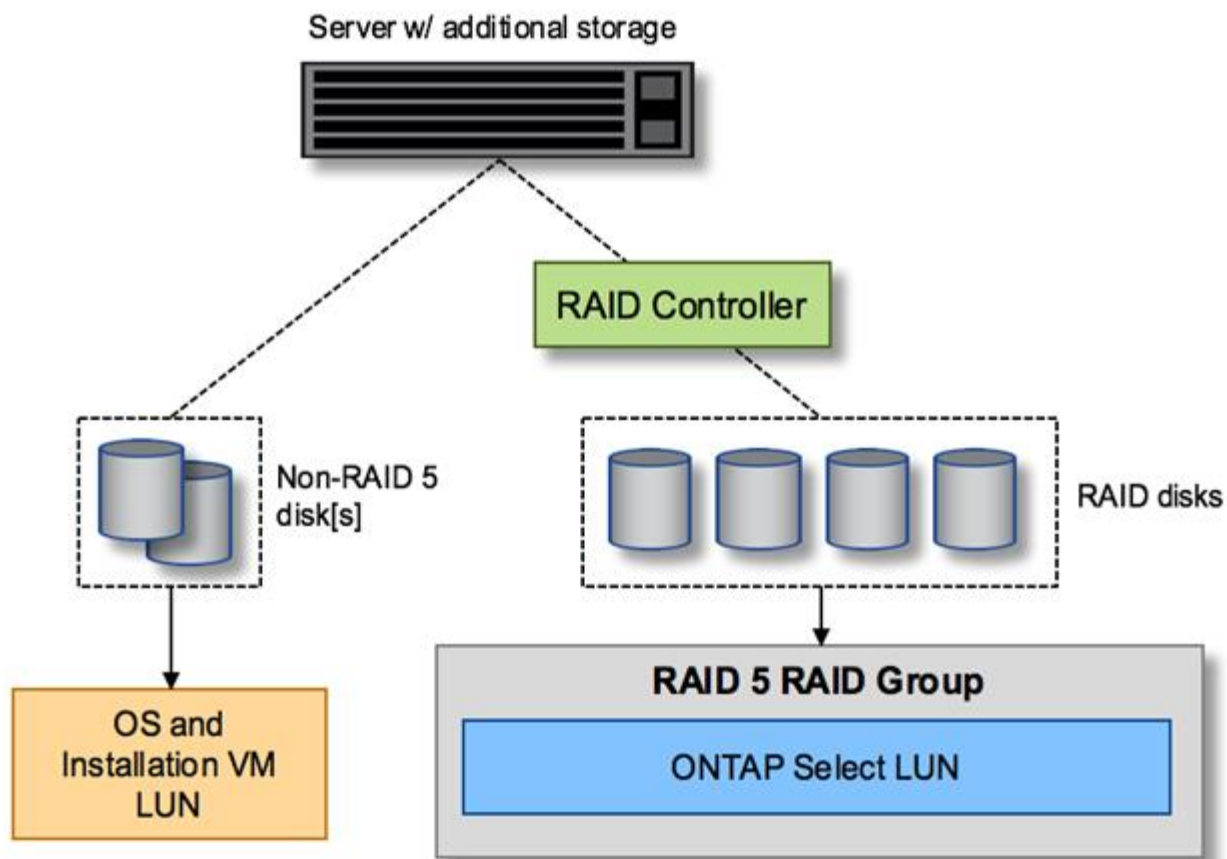 Server w/ additional storage
RAID Controller
Non-RAID 5
disk[s]
RAID disks
OS and
Installation VM
LUN
RAID 5 RAID Group
ONTAP Select LUN